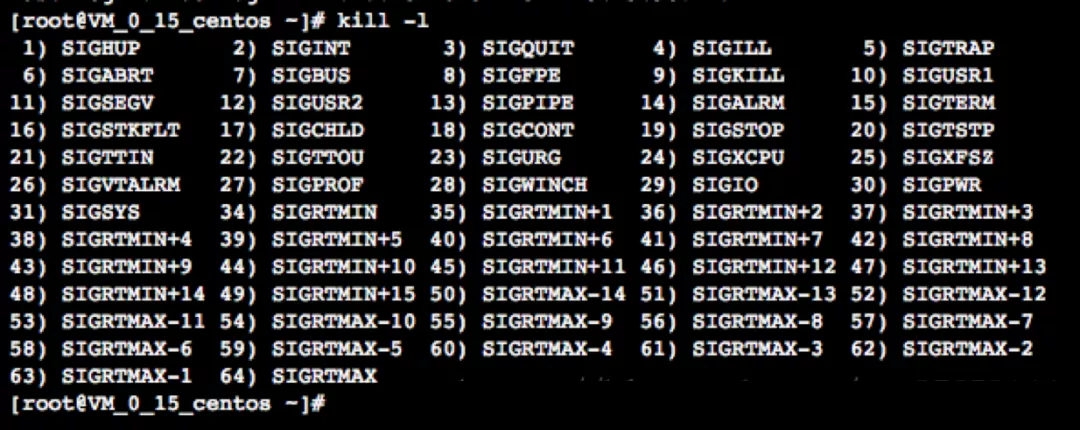 [root@VM_0_15_centos ~]# kill -l
1) SIGHUP 2) SIGINT 3) SIGQUIT 4) SIGILL 5) SIGTRAP
6) SIGABRT 7) SIGBUS 8) SIGFPE 9) SIGKILL 10) SIGUSR1
11) SIGSEGV 12) SIGUSR2 13) SIGPIPE 14) SIGALRM 15) SIGTERM
16) SIGSTKFLT 17) SIGCHLD 18) SIGCONT 19) SIGSTOP 20) SIGTSTP
21) SIGTTIN 22) SIGTTOU 23) SIGURG 24) SIGXCPU 25) SIGXFSZ
26) SIGVTALRM 27) SIGPROF 28) SIGWINCH 29) SIGIO 30) SIGPWR
31) SIGSYS 34) SIGRTMIN 35) SIGRTMIN+1 36) SIGRTMIN+2 37) SIGRTMIN+3
38) SIGRTMIN+4 39) SIGRTMIN+5 40) SIGRTMIN+6 41) SIGRTMIN+7 42) SIGRTMIN+8
43) SIGRTMIN+9 44) SIGRTMIN+10 45) SIGRTMIN+11 46) SIGRTMIN+12 47) SIGRTMIN+13
48) SIGRTMIN+14 49) SIGRTMIN+15 50) SIGRTMAX-14 51) SIGRTMAX-13 52) SIGRTMAX-12
53) SIGRTMAX-11 54) SIGRTMAX-10 55) SIGRTMAX-9 56) SIGRTMAX-8 57) SIGRTMAX-7
58) SIGRTMAX-6 59) SIGRTMAX-5 60) SIGRTMAX-4 61) SIGRTMAX-3 62) SIGRTMAX-2
63) SIGRTMAX-1 64) SIGRTMAX
[root@VM_0_15_centos ~]#